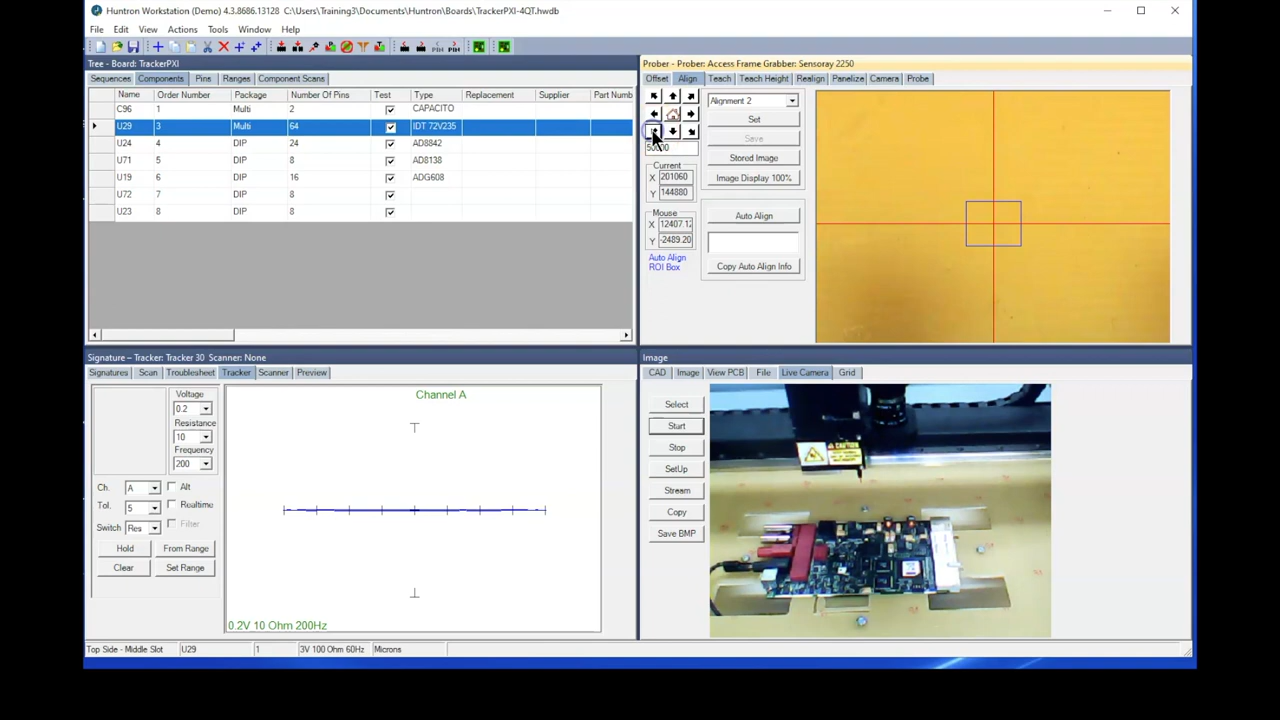 Huntron Workstation (Demo) 4.3.8686.13128 C:\Users\Training3\Documents\Huntron\Boards\TrackerPXI-4QT.hwdb
File Edit View Actions Tools Window Help
Tree - Board: TrackerPXI
Sequences Components Pins Ranges Component Scans
Row Order Number Package Number Of Pins Test Type Replacement Supplier Part Numb
C96 1 Multi 2 CAPACITO
U29 3 Multi 64 IDT 72V235
U24 4 DIP 24 AD8842
U71 5 DIP 8 AD8138
U19 6 DIP 16 ADG608
U72 7 DIP 8
U23 8 DIP 8
Prober - Prober: Access Frame Grabber: Sensoray 2250
Offset Align Teach Teach Height Realign Panelize Camera Probe
Alignment 2
Set
Save
Stored Image
Image Display 100%
50000
Current
X 201060
Y 144880
Mouse
X 12407.12
Y -2489.20
Auto Align
ROI Box
Auto Align
Copy Auto Align Info
Signature – Tracker: Tracker 30 Scanner: None
Signatures Scan Troublesheet Tracker Scanner Preview
Voltage
0.2
Resistance
10
Frequency
200
Ch. A Alt
Tol. 5 Realtime
Switch Res Filter
Hold From Range
Clear Set Range
Channel A
0.2V 10 Ohm 200Hz
Image
CAD Image View PCB File Live Camera Grid
Select
Start
Stop
SetUp
Stream
Copy
Save BMP
CAUTION
Top Side - Middle Slot U29 1 3V 100 Ohm 60Hz Microns